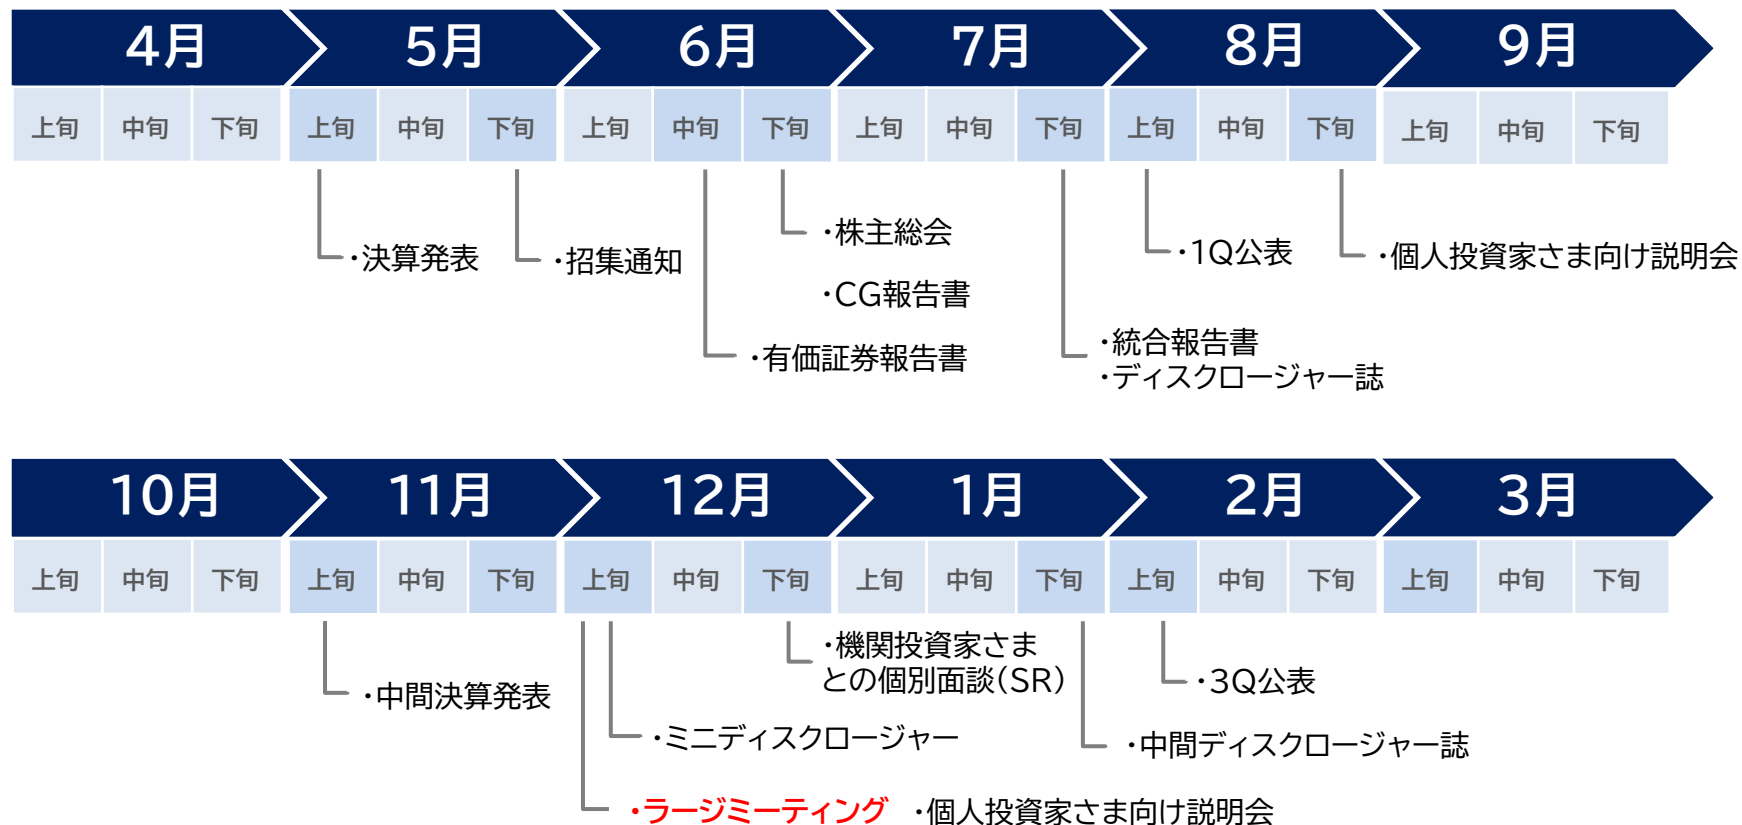 4月 5月 6月 7月 8月 9月
上旬 中旬 下旬 上旬 中旬 下旬 上旬 中旬 下旬 上旬 中旬 下旬 上旬 中旬 下旬 上旬 中旬 下旬
・決算発表
・招集通知
・株主総会
・CG報告書
・有価証券報告書
・統合報告書
・ディスクロージャー誌
・1Q公表
・個人投資家さま向け説明会
10月 11月 12月 1月 2月 3月
上旬 中旬 下旬 上旬 中旬 下旬 上旬 中旬 下旬 上旬 中旬 下旬 上旬 中旬 下旬 上旬 中旬 下旬
・中間決算発表
・機関投資家さま
との個別面談(SR)
・ミニディスクロージャー
・ラージミーティング ・個人投資家さま向け説明会
・3Q公表
・中間ディスクロージャー誌